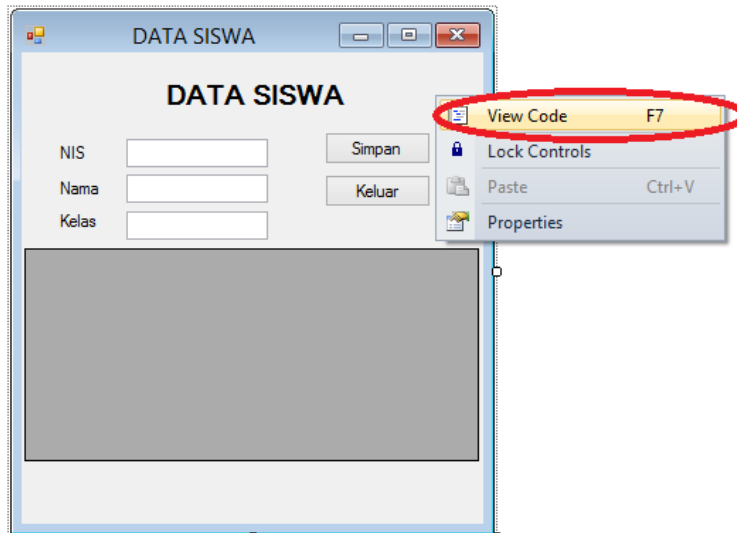 DATA SISWA
DATA SISWA
NIS
Simpan
Nama
Keluar
Kelas
View Code F7
Lock Controls
Paste Ctrl+V
Properties